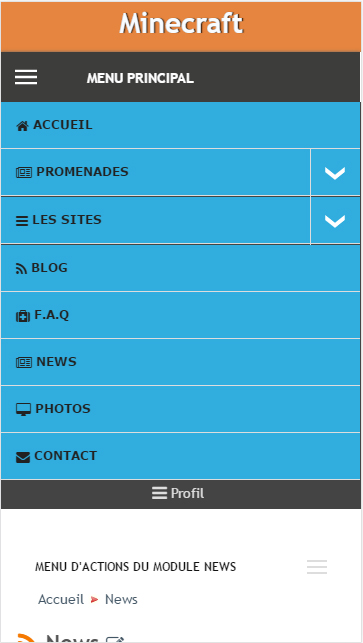 Minecraft
MENU PRINCIPAL
ACCUEIL
PROMENADES
LES SITES
BLOG
F.A.Q
NEWS
PHOTOS
CONTACT
Profil
MENU D'ACTIONS DU MODULE NEWS
Accueil News
News